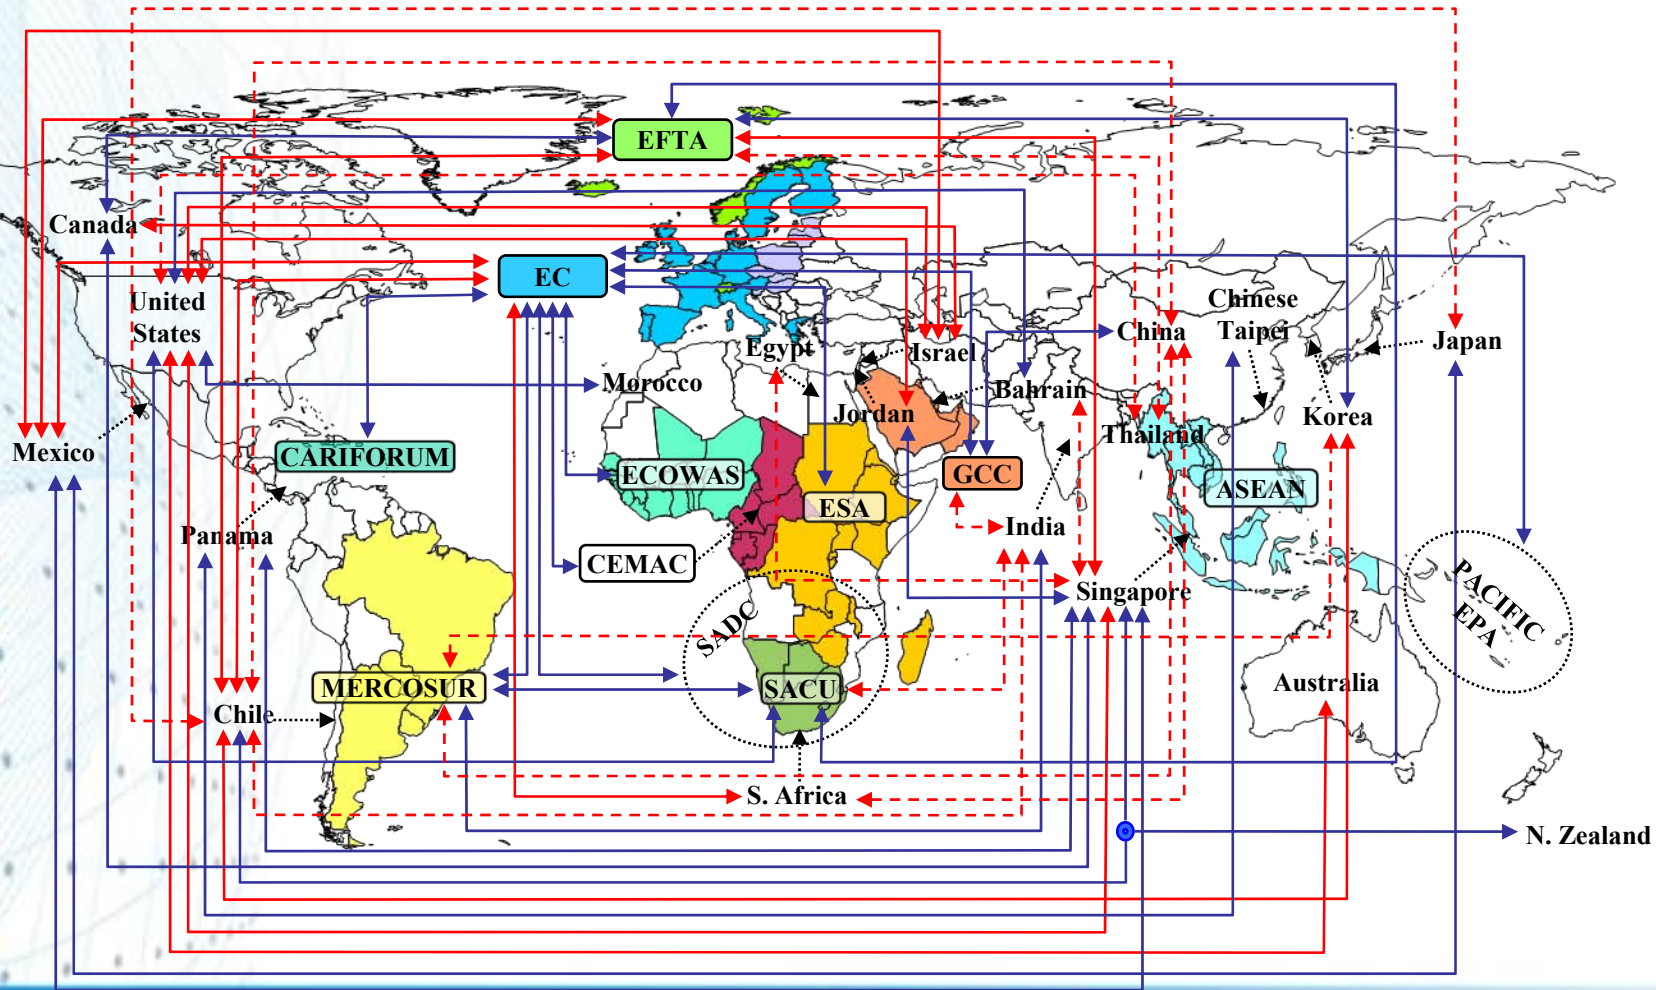 EFTA
Canada
EC
United
States
Chinese
Taipei
China
Japan
Egypt
Israel
Morocco
Bahrain
Jordan
Korea
Thailand
Mexico
CARIFORUM
ECOWAS
GCC
ASEAN
ESA
India
Panama
CEMAC
Singapore
PACIFIC
EPA
SADC
MERCOSUR
SACU
Australia
Chile
S. Africa
N. Zealand